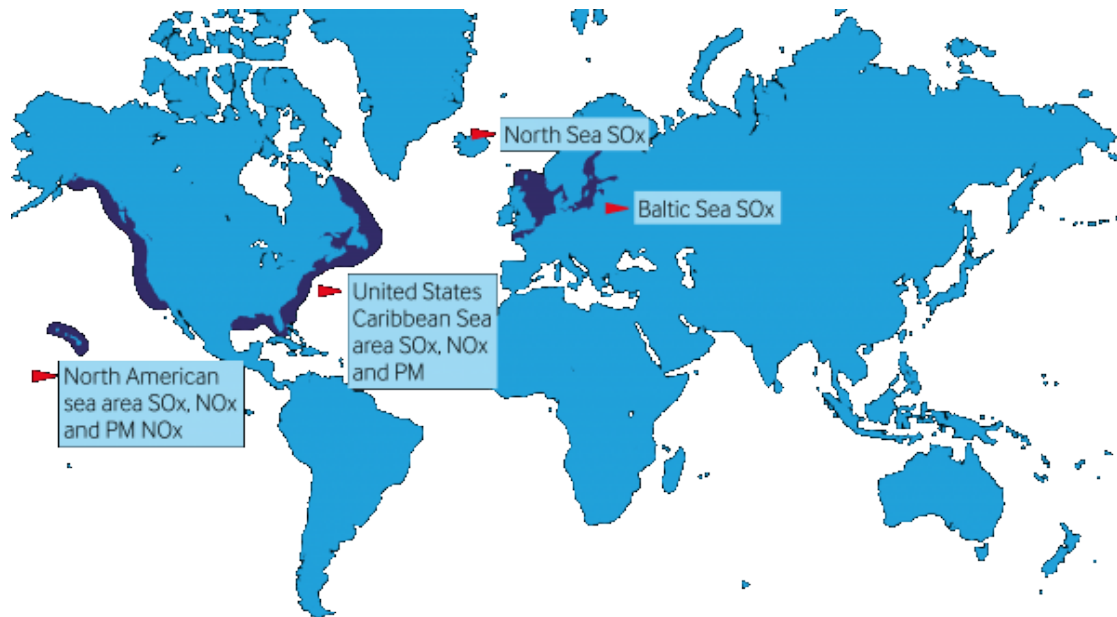 North Sea SOx
Baltic Sea SOx
United States
Caribbean Sea
area SOx, NOx
and PM
North American
sea area SOx, NOx
and PM NOx